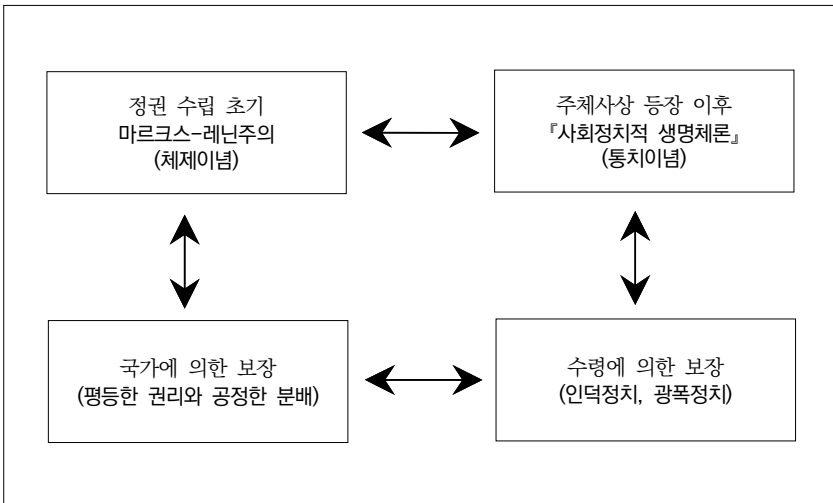 정권 수립 초기
마르크스-레닌주의
(체제이념)
주체사상 등장 이후
『사회정치적 생명체론』
(통치이념)
국가에 의한 보장
(평등한 권리와 공정한 분배)
수령에 의한 보장
(인덕정치, 광폭정치)